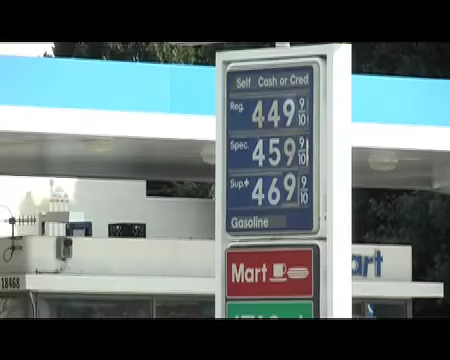 Self Cash or Cred
Reg. 449 9/10
Spec. 459 9/10
Sup.+ 469 9/10
Gasoline
Mart
art
18468